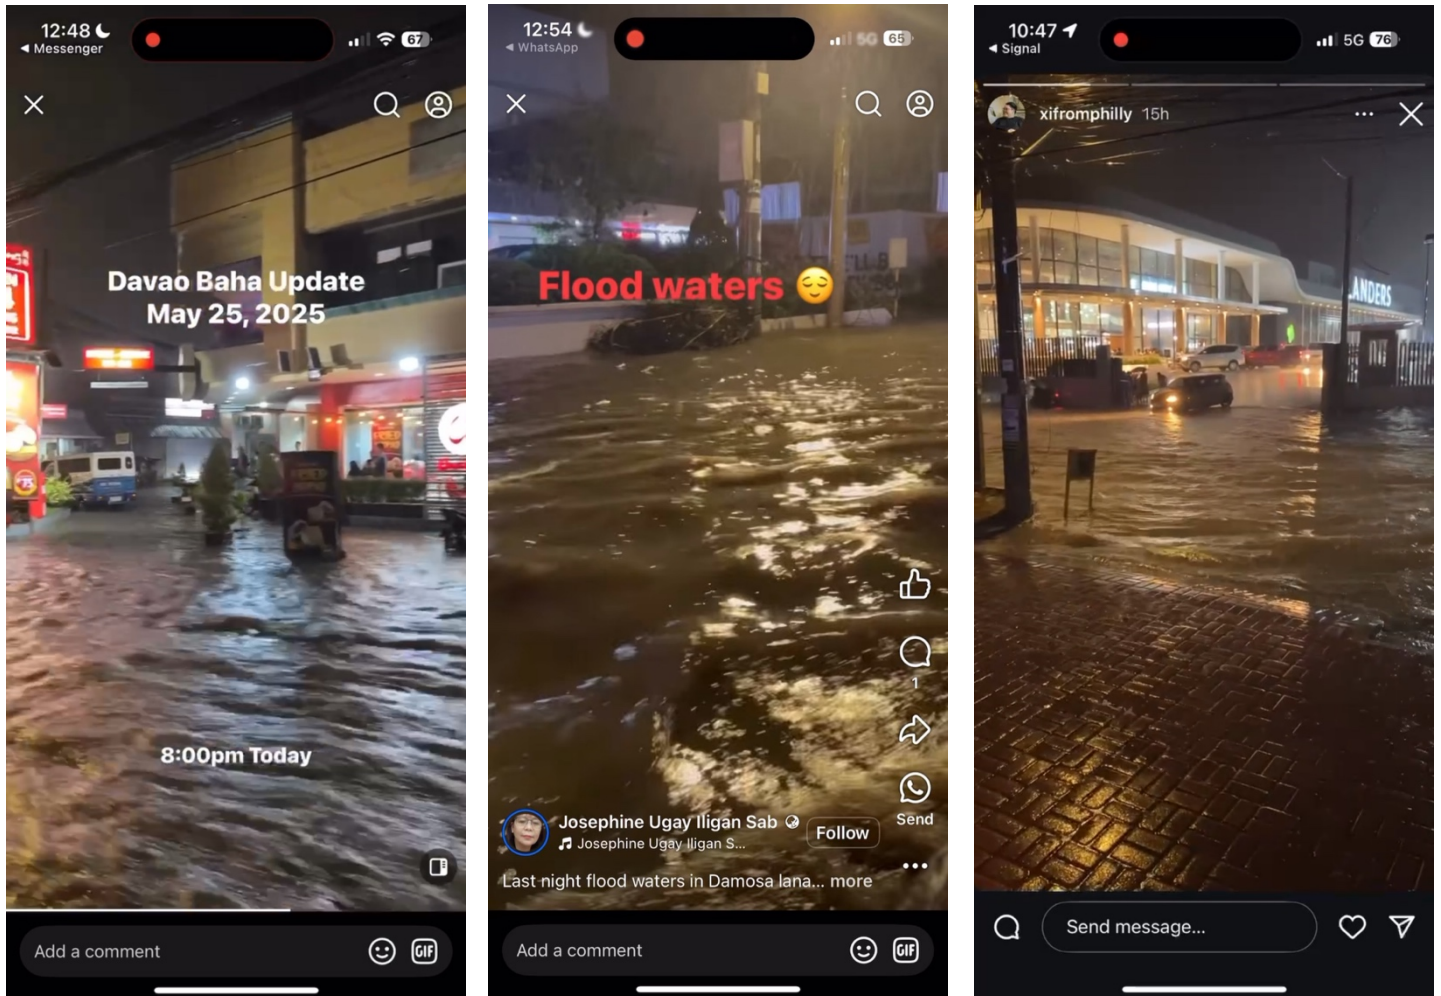 12:48
◀ Messenger
67
Davao Baha Update
May 25, 2025
8:00pm Today
Add a comment
GIF
12:54
◀ WhatsApp
5G
65
Flood waters 😌
1
Send
Josephine Ugay Iligan Sab
Follow
Josephine Ugay Iligan S...
Last night flood waters in Damosa lana... more
Add a comment
GIF
10:47
◀ Signal
5G
76
xifromphilly 15h
LANDERS
Send message...